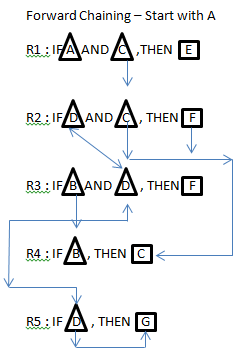 Forward Chaining – Start with A
R1 : IF A AND C ,THEN E
R2 : IF D AND C , THEN F
R3 : IF B AND D , THEN F
R4 : IF B , THEN C
R5 : IF D , THEN G